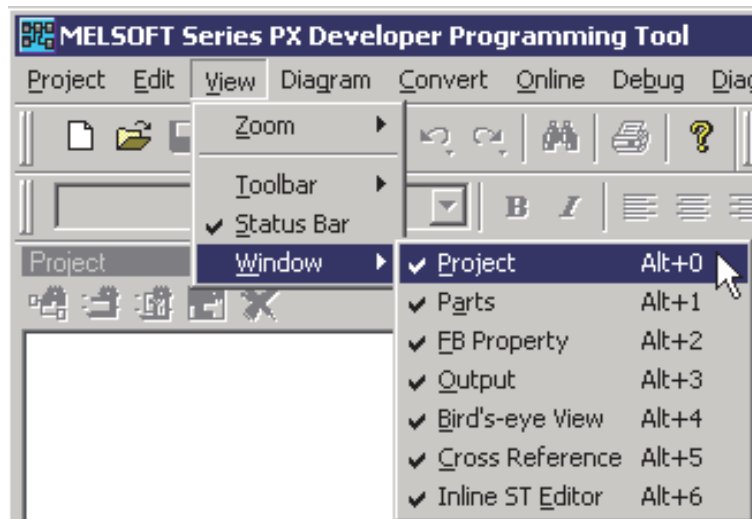 MELSOFT Series PX Developer Programming Tool
Project Edit View Diagram Convert Online Debug
Zoom
Toolbar
Status Bar
Project
Window
Project Alt+0
Parts Alt+1
FB Property Alt+2
Output Alt+3
Bird's-eye View Alt+4
Cross Reference Alt+5
Inline ST Editor Alt+6